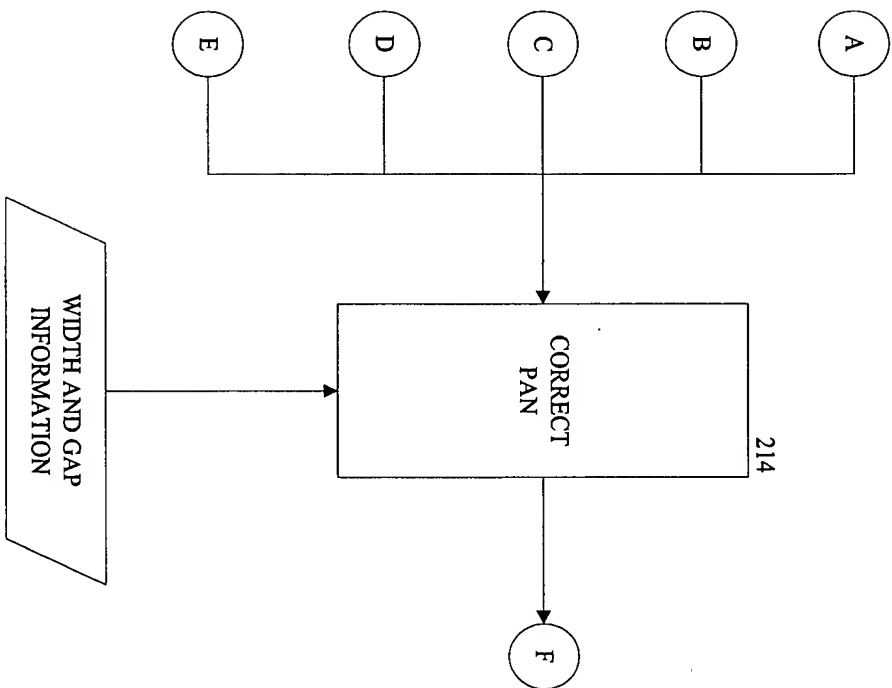 A
B
C
D
E
214
CORRECT
PAN
F
WIDTH AND GAP
INFORMATION